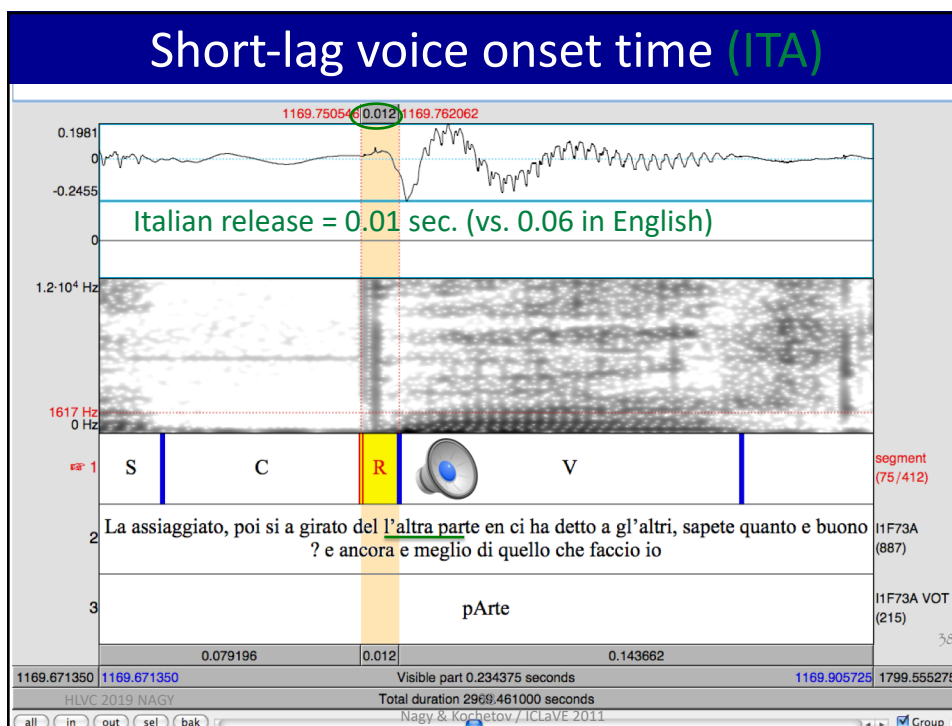 Short-lag voice onset time (ITA)
1169.750546 0.012 1169.762062
0.1981
0
-0.2455
Italian release = 0.01 sec. (vs. 0.06 in English)
0
1.2·10⁴ Hz
1617 Hz
0 Hz
1 S C R V segment (75/412)
La assiaggiato, poi si a girato del l'altra parte en ci ha detto a gl'altri, sapete quanto e buono
2 ? e ancora e meglio di quello che faccio io I1F73A (887)
3 pArte I1F73A VOT (215)
38
0.079196 0.012 0.143662
1169.671350 1169.671350 Visible part 0.234375 seconds 1169.905725 1799.555275
HLVC 2019 NAGY Total duration 2969.461000 seconds
Nagy & Kochetov / ICLaVE 2011
all in out sel bak Group